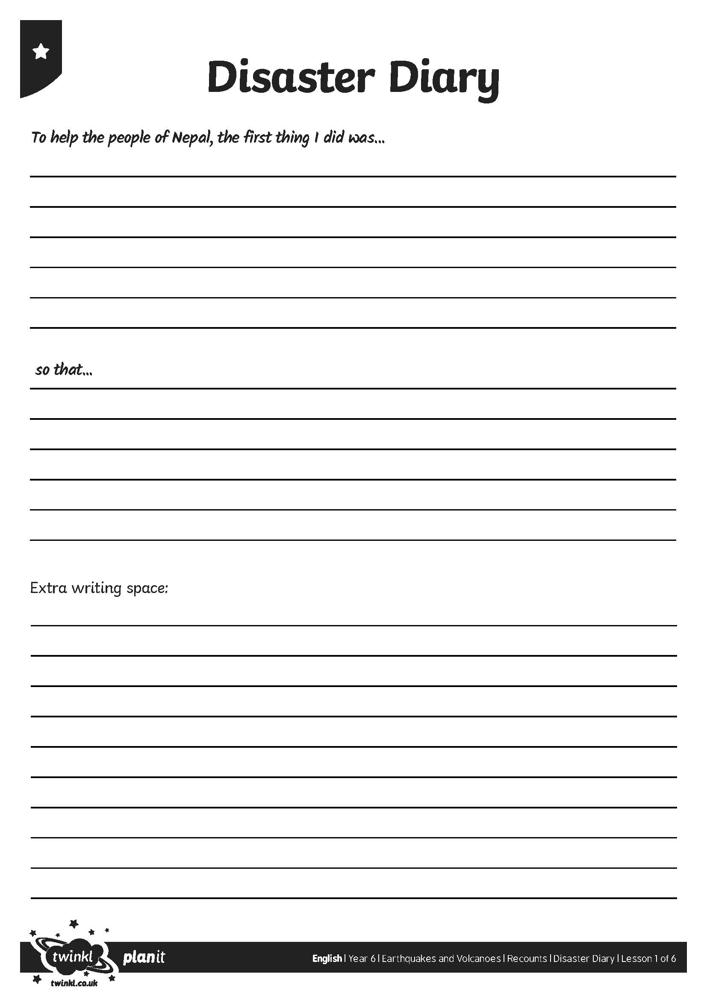 Disaster Diary
To help the people of Nepal, the first thing I did was...
so that...
Extra writing space:
twinkl
planit
English | Year 6 | Earthquakes and Volcanoes | Recounts | Disaster Diary | Lesson 1 of 6
twinkl.co.uk